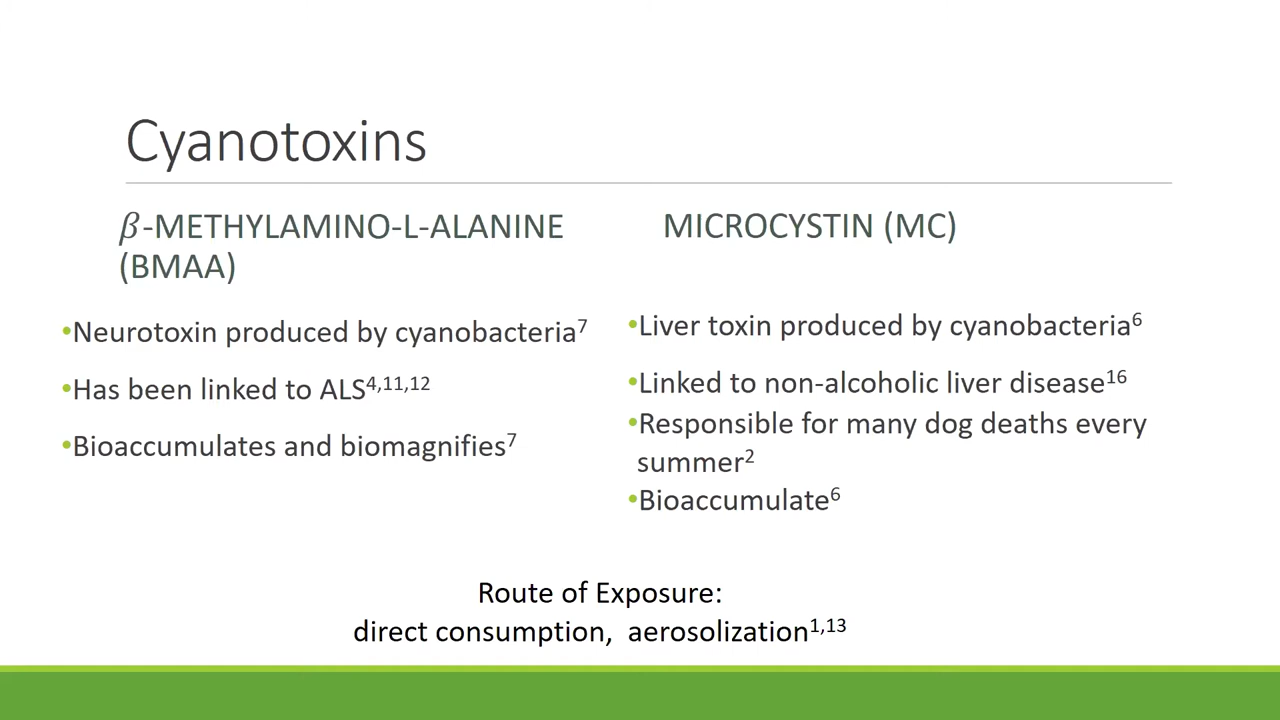 Cyanotoxins
β-METHYLAMINO-L-ALANINE
(BMAA)
•Neurotoxin produced by cyanobacteria⁷
•Has been linked to ALS⁴,¹¹,¹²
•Bioaccumulates and biomagnifies⁷
MICROCYSTIN (MC)
•Liver toxin produced by cyanobacteria⁶
•Linked to non-alcoholic liver disease¹⁶
•Responsible for many dog deaths every
summer²
•Bioaccumulate⁶
Route of Exposure:
direct consumption, aerosolization¹,¹³